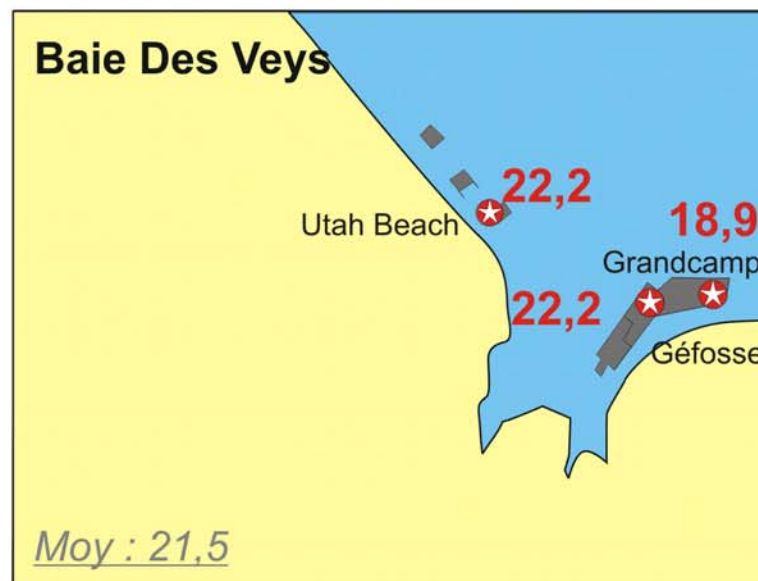 Baie Des Veys
22,2
Utah Beach
18,9
Grandcamp
22,2
Géfosse
Moy : 21,5